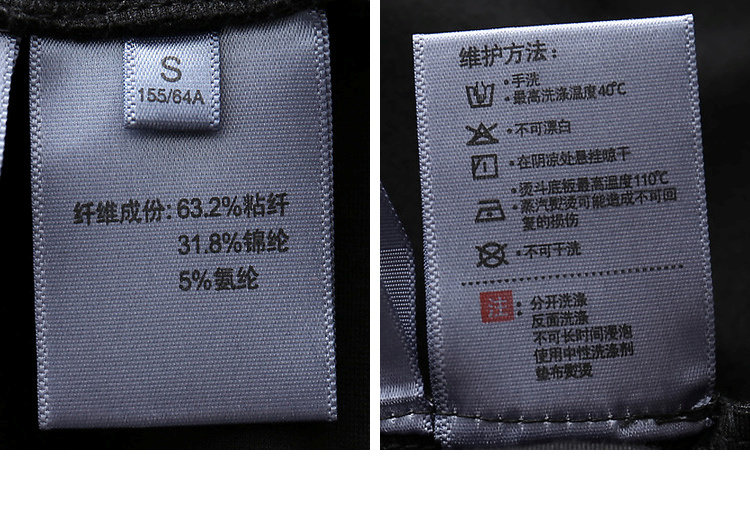 S
155/64A
纤维成份: 63.2%粘纤
31.8%锦纶
5%氨纶
维护方法:
•手洗
•最高洗涤温度40℃
•不可漂白
•在阴凉处悬挂晾干
•熨斗底板最高温度110℃
•蒸汽熨烫可能造成不可回
复的损伤
•不可干洗
注: 分开洗涤
反面洗涤
不可长时间浸泡
使用中性洗涤剂
垫布熨烫